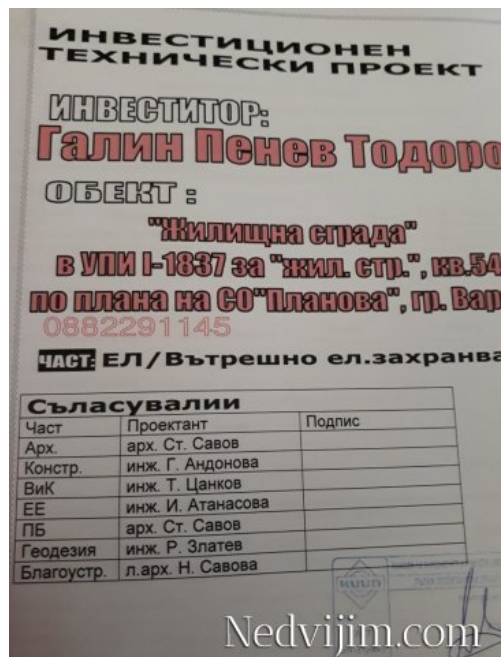 ИНВЕСТИЦИОНЕН
ТЕХНИЧЕСКИ ПРОЕКТ
ИНВЕСТИТОР:
Галин Пенев Тодоро
ОБЕКТ :
"Жилищна сграда"
в УПИ I-1837 за "жил. стр.", кв.54
по плана на СО"Планова", гр. Вар
0882291145
ЧАСТ: ЕЛ/Вътрешно ел.захранва
Съласувалии
Част Проектант Подпис
Арх. арх. Ст. Савов
Констр. инж. Г. Андонова
ВиК инж. Т. Цанков
ЕЕ инж. И. Атанасова
ПБ арх. Ст. Савов
Геодезия инж. Р. Златев
Благоустр. л.арх. Н. Савова
Nedvijim.com